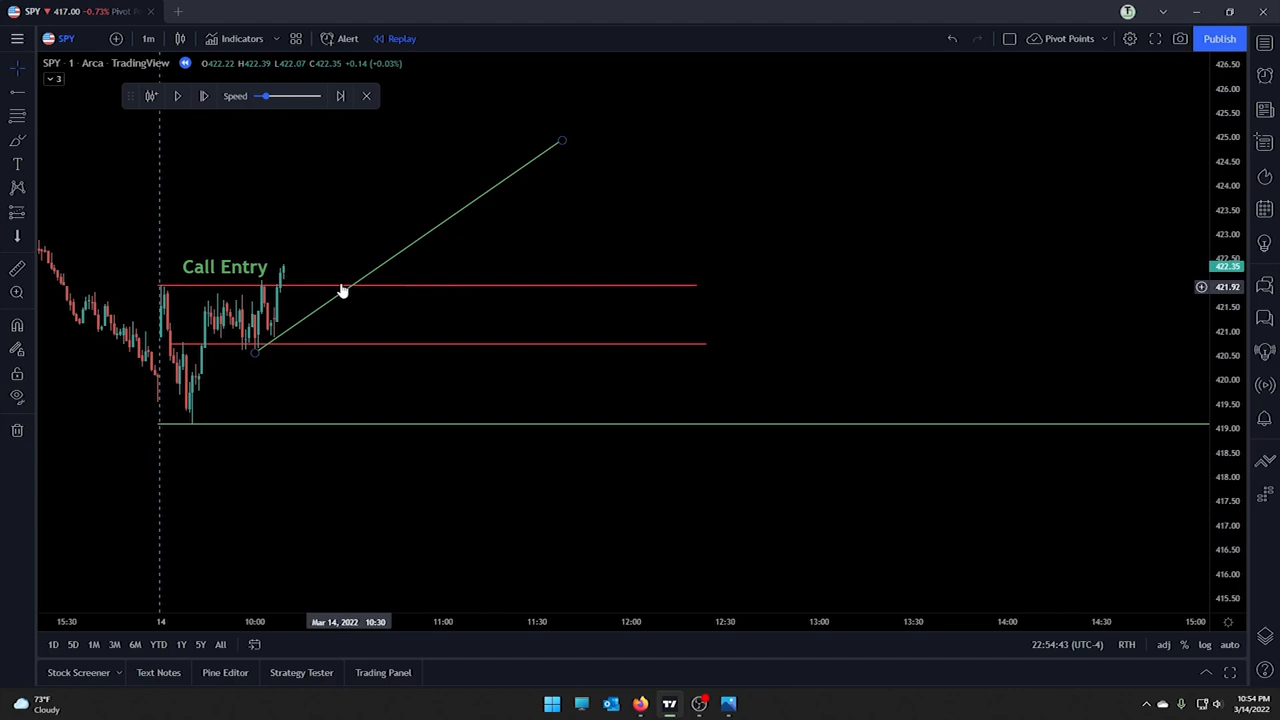 SPY ▼ 417.00 −0.73% Pivot P
SPY
1m
Indicators
Alert
Replay
Pivot Points
Publish
SPY · 1 · Arca · TradingView
O422.22 H422.39 L422.07 C422.35 +0.14 (+0.03%)
3
Speed
Call Entry
426.50
426.00
425.50
425.00
424.50
424.00
423.50
423.00
422.50
422.35
421.92
421.50
421.00
420.50
420.00
419.50
419.00
418.50
418.00
417.50
417.00
416.50
416.00
415.50
15:30
14
10:00
Mar 14, 2022 10:30
11:00
11:30
12:00
12:30
13:00
13:30
14:00
14:30
15:00
1D 5D 1M 3M 6M YTD 1Y 5Y All
22:54:43 (UTC-4)
RTH
adj
%
log
auto
Stock Screener
Text Notes
Pine Editor
Strategy Tester
Trading Panel
73°F
Cloudy
10:54 PM
3/14/2022